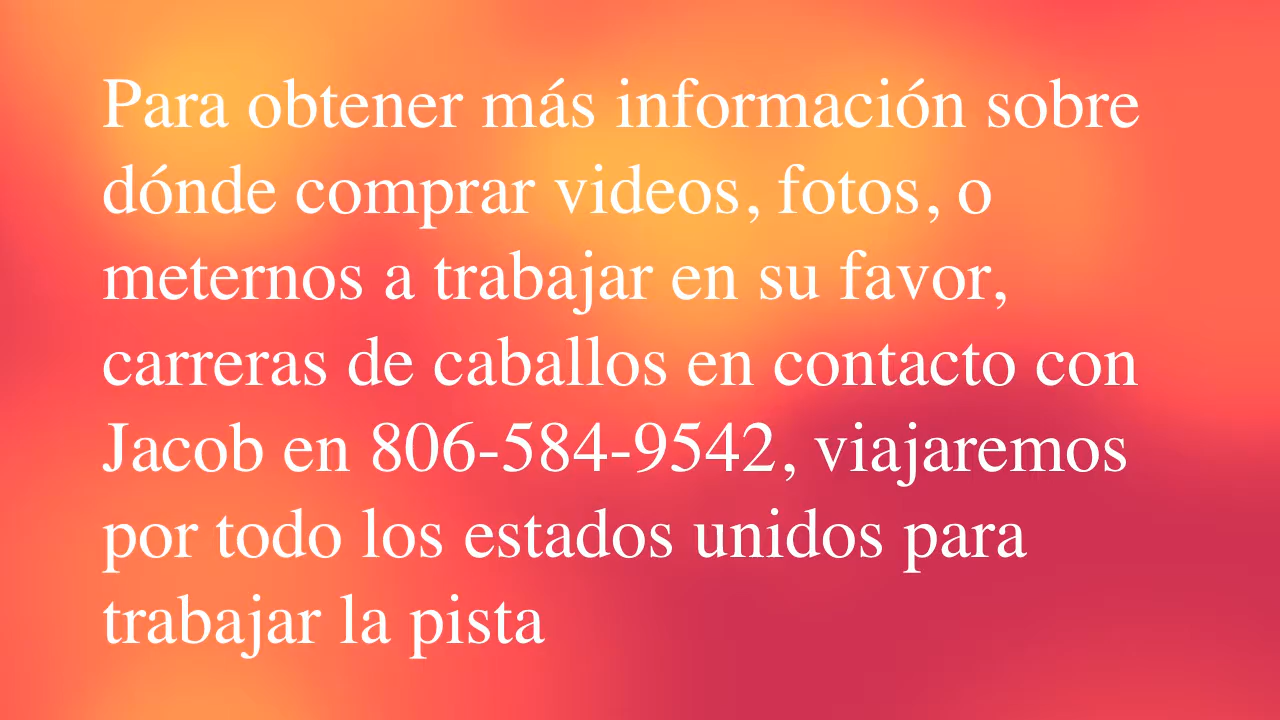 Para obtener más información sobre
dónde comprar videos, fotos, o
meternos a trabajar en su favor,
carreras de caballos en contacto con
Jacob en 806-584-9542, viajaremos
por todo los estados unidos para
trabajar la pista